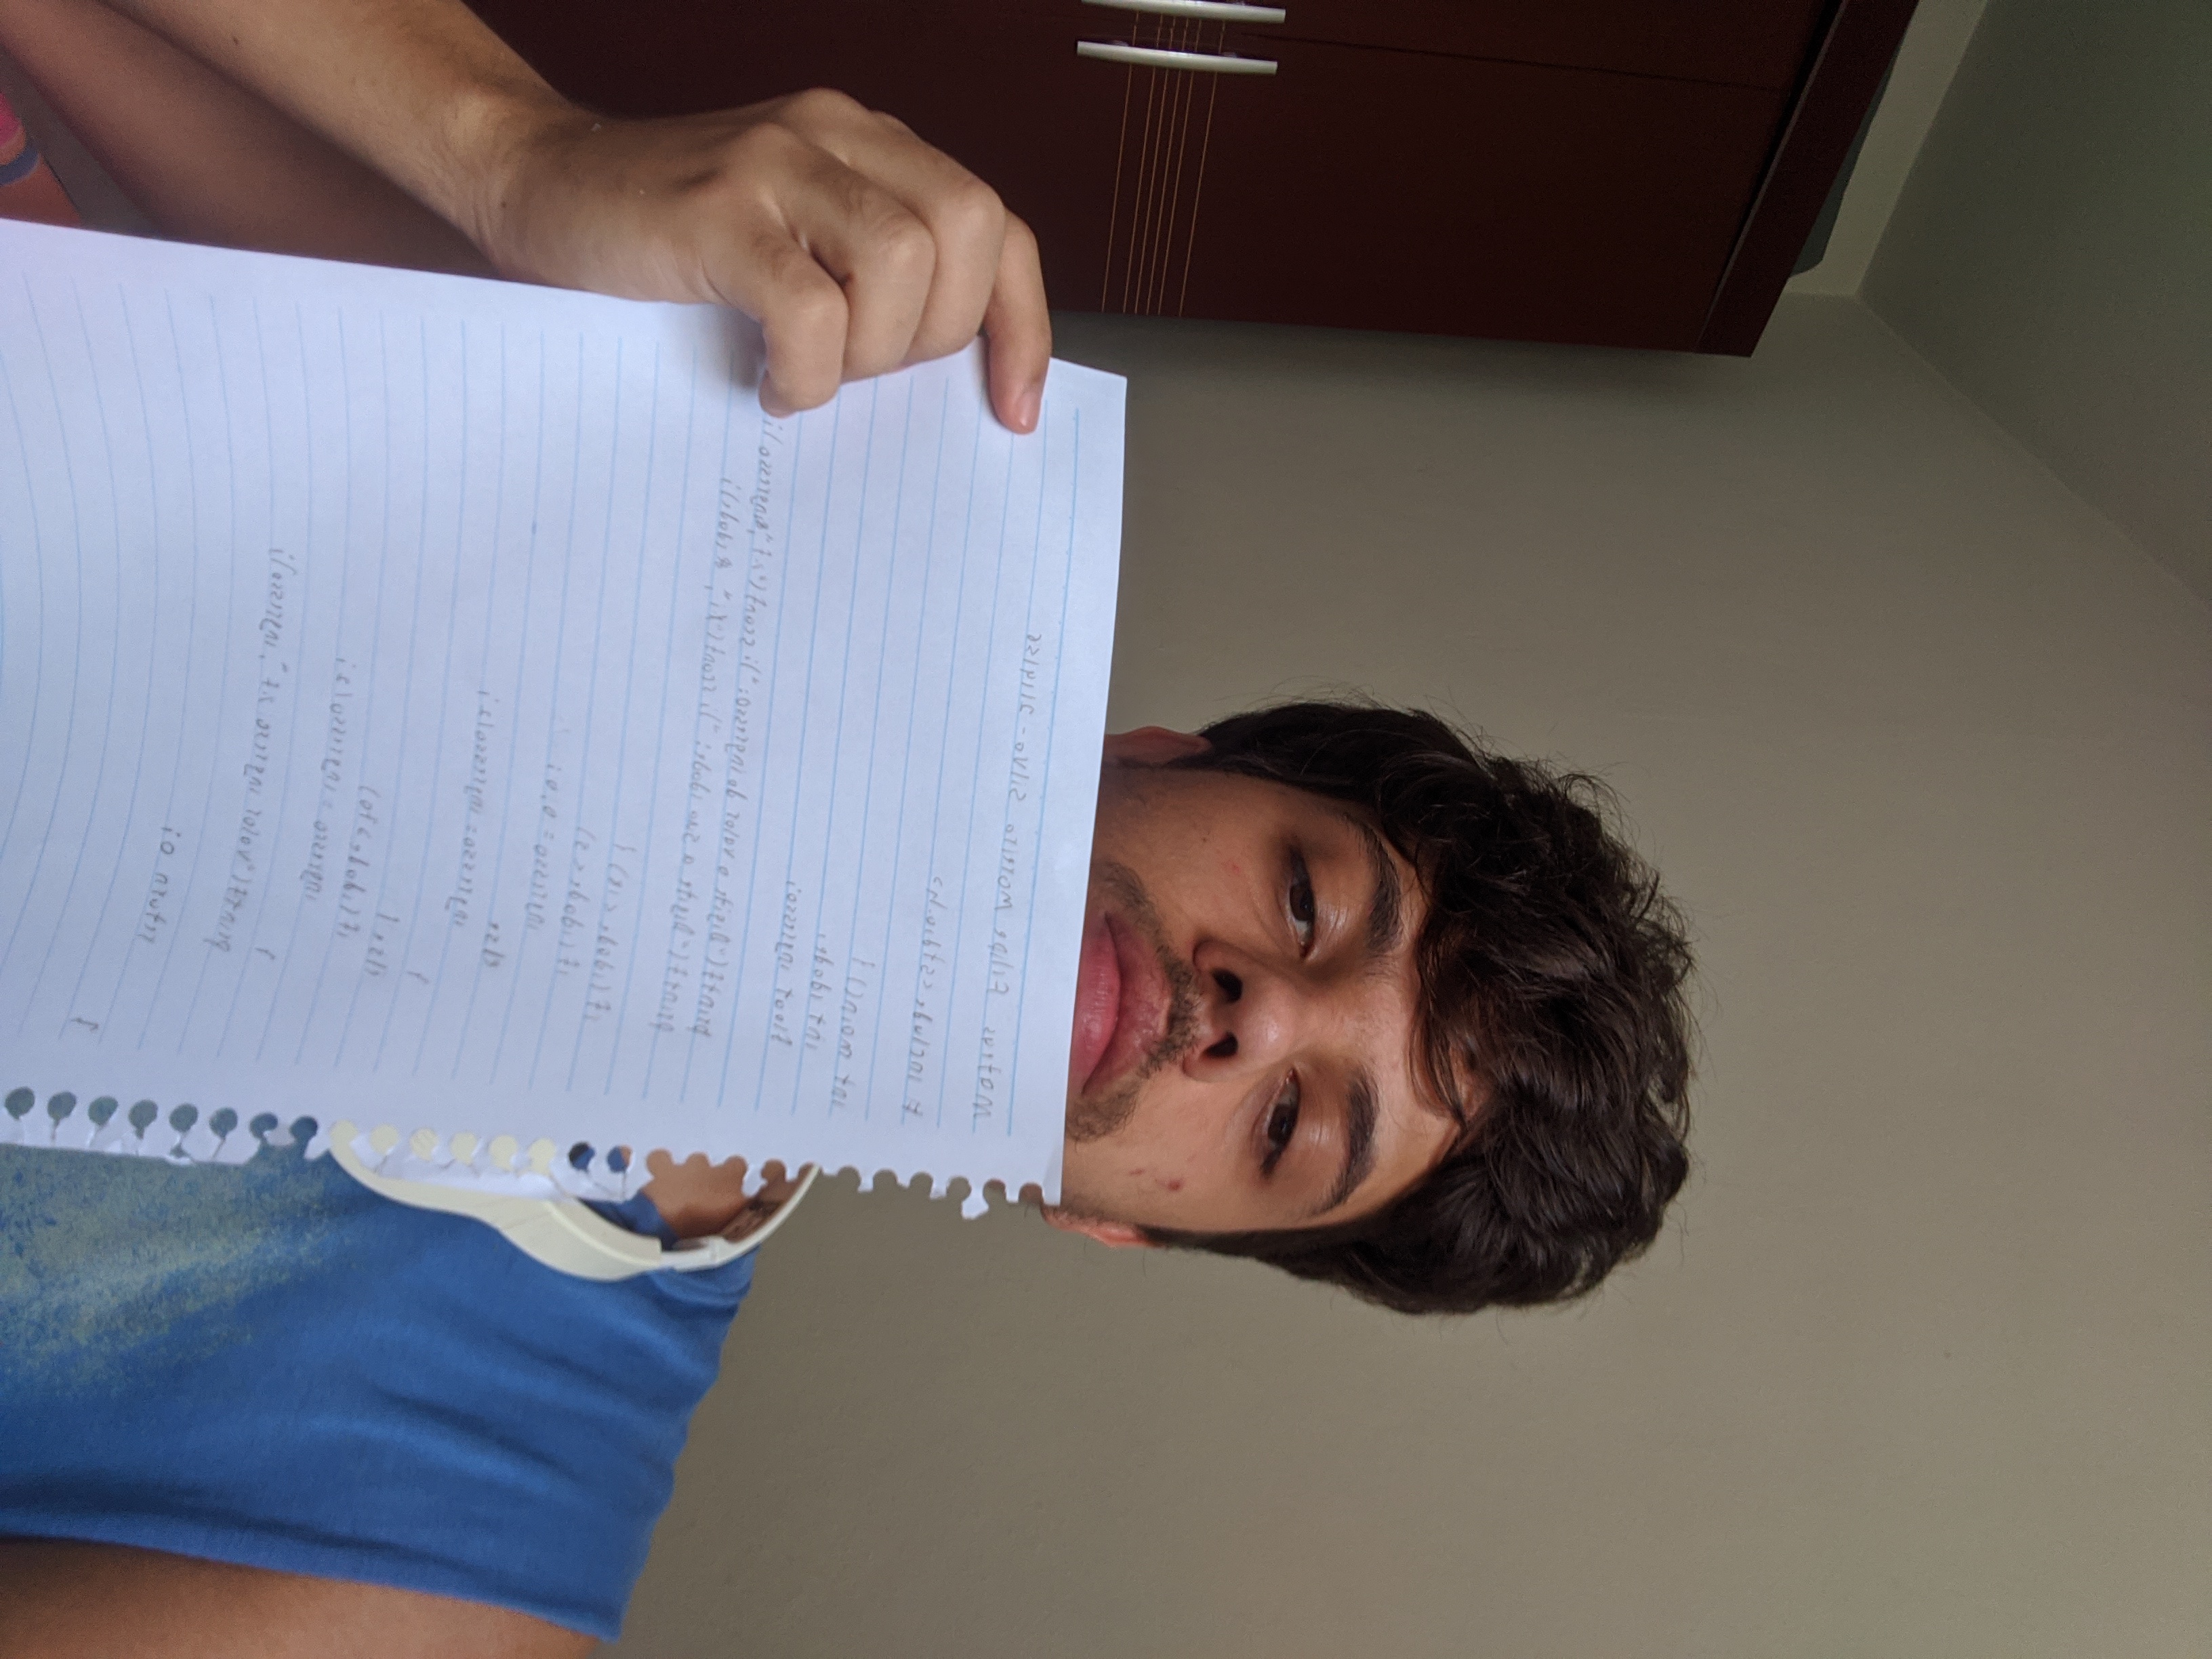 Mateus Filipe Moreira Silva - 2114158
# include <stdio.h>
int main() {
int idade;
float ingresso;
printf("Digite o valor do ingresso: "); scanf("%f", &ingresso);
printf("Digite a sua idade: "); scanf("%i", &idade);
if (idade < 18) {
if (idade < 5)
ingresso = 0.0;
else
ingresso = ingresso/2;
}
else {
if (idade >
ingresso = ingresso/2;
}
printf("valor ingreso %f", ingresso);
return 0;
}